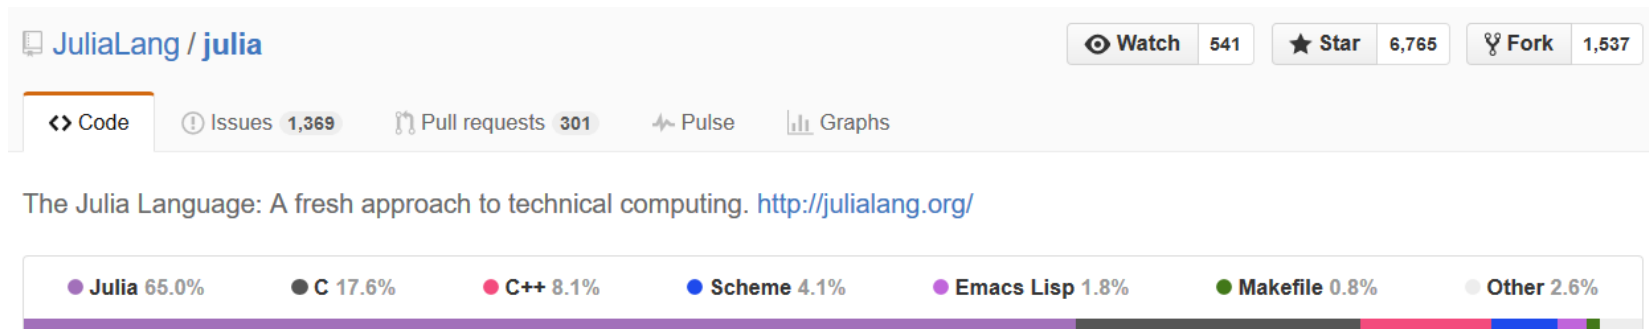 JuliaLang / julia Watch 541 Star 6,765 Fork 1,537
Code Issues 1,369 Pull requests 301 Pulse Graphs
The Julia Language: A fresh approach to technical computing. http://julialang.org/
Julia 65.0% C 17.6% C++ 8.1% Scheme 4.1% Emacs Lisp 1.8% Makefile 0.8% Other 2.6%